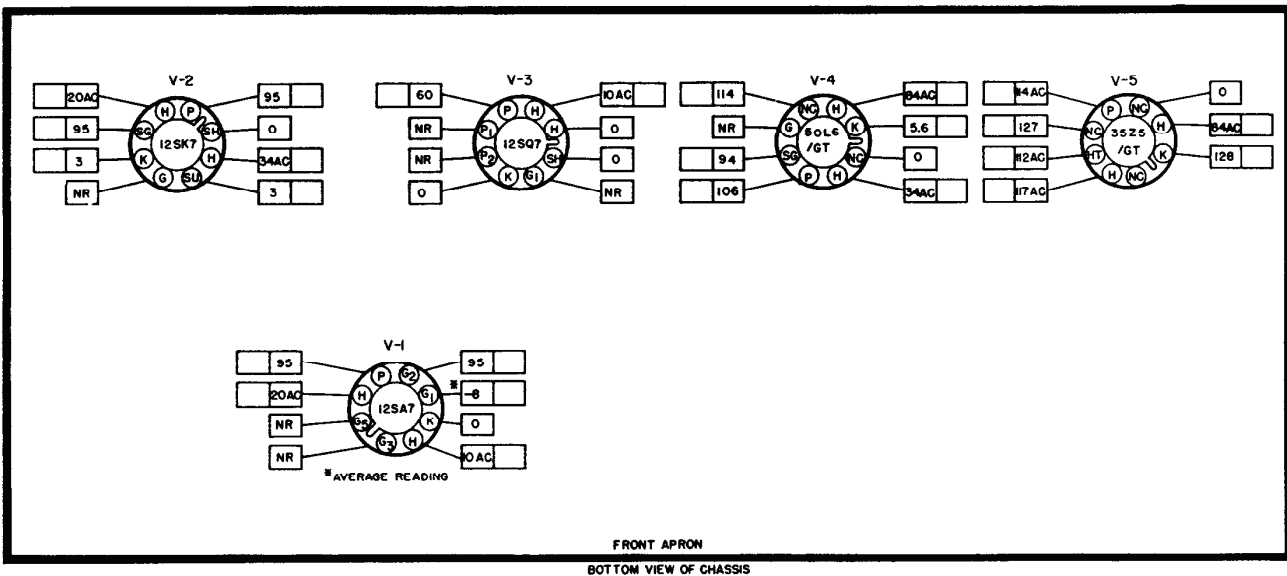 V-2
20AC
95
3
NR
H
P
SG
SH
K
H
G
SU
12SK7
95
0
34AC
3
V-3
60
NR
NR
0
P
H
P1
H
P2
SH
K
G1
12SQ7
10AC
0
0
NR
V-4
114
NR
94
106
NC
H
G
K
SG
NC
P
H
50L6
/GT
84AC
5.6
0
34AC
V-5
114AC
127
112AC
117AC
P
NC
NC
H
HT
K
H
NC
35Z5
/GT
0
84AC
128
V-1
95
20AC
NR
NR
P
G2
H
G1
G5
K
G3
H
12SA7
95
* -8
0
10AC
*AVERAGE READING
FRONT APRON
BOTTOM VIEW OF CHASSIS